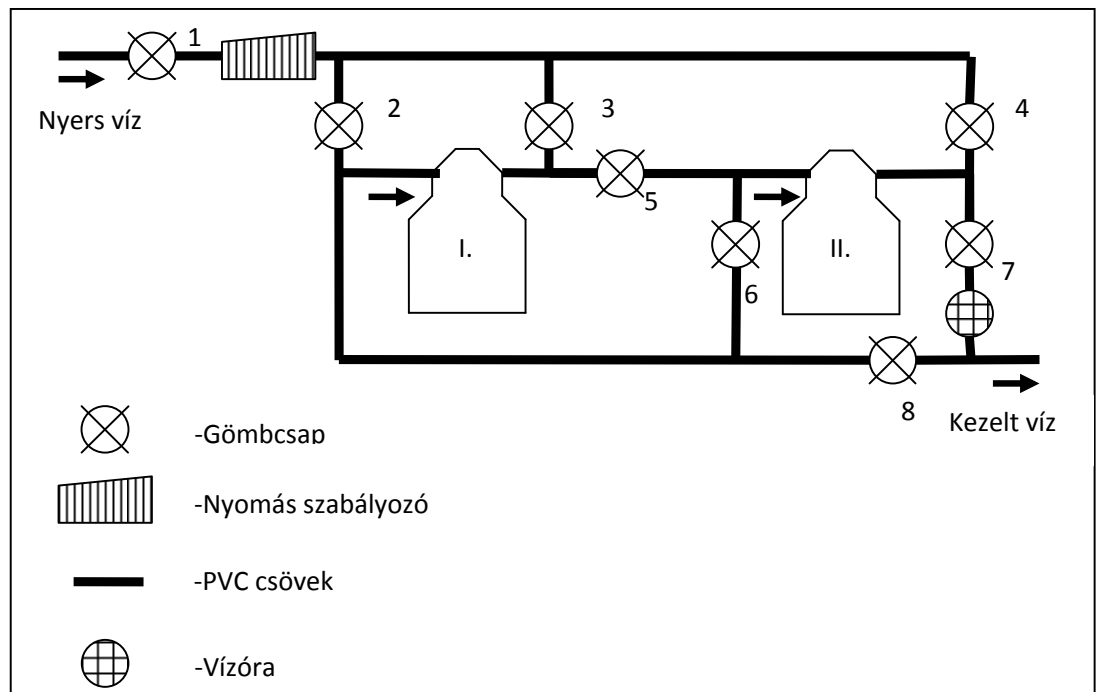 1
Nyers víz
2
3
4
I.
5
II.
6
7
8
Kezelt víz
-Gömbcsap
-Nyomás szabályozó
-PVC csövek
-Vízóra